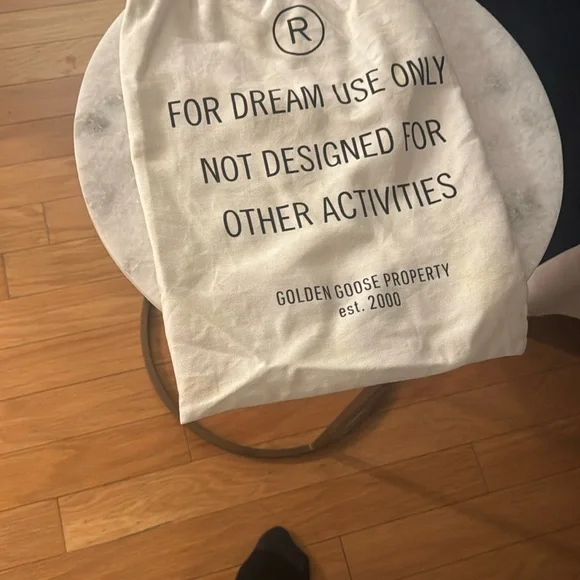 ®
FOR DREAM USE ONLY
NOT DESIGNED FOR
OTHER ACTIVITIES
GOLDEN GOOSE PROPERTY
est. 2000